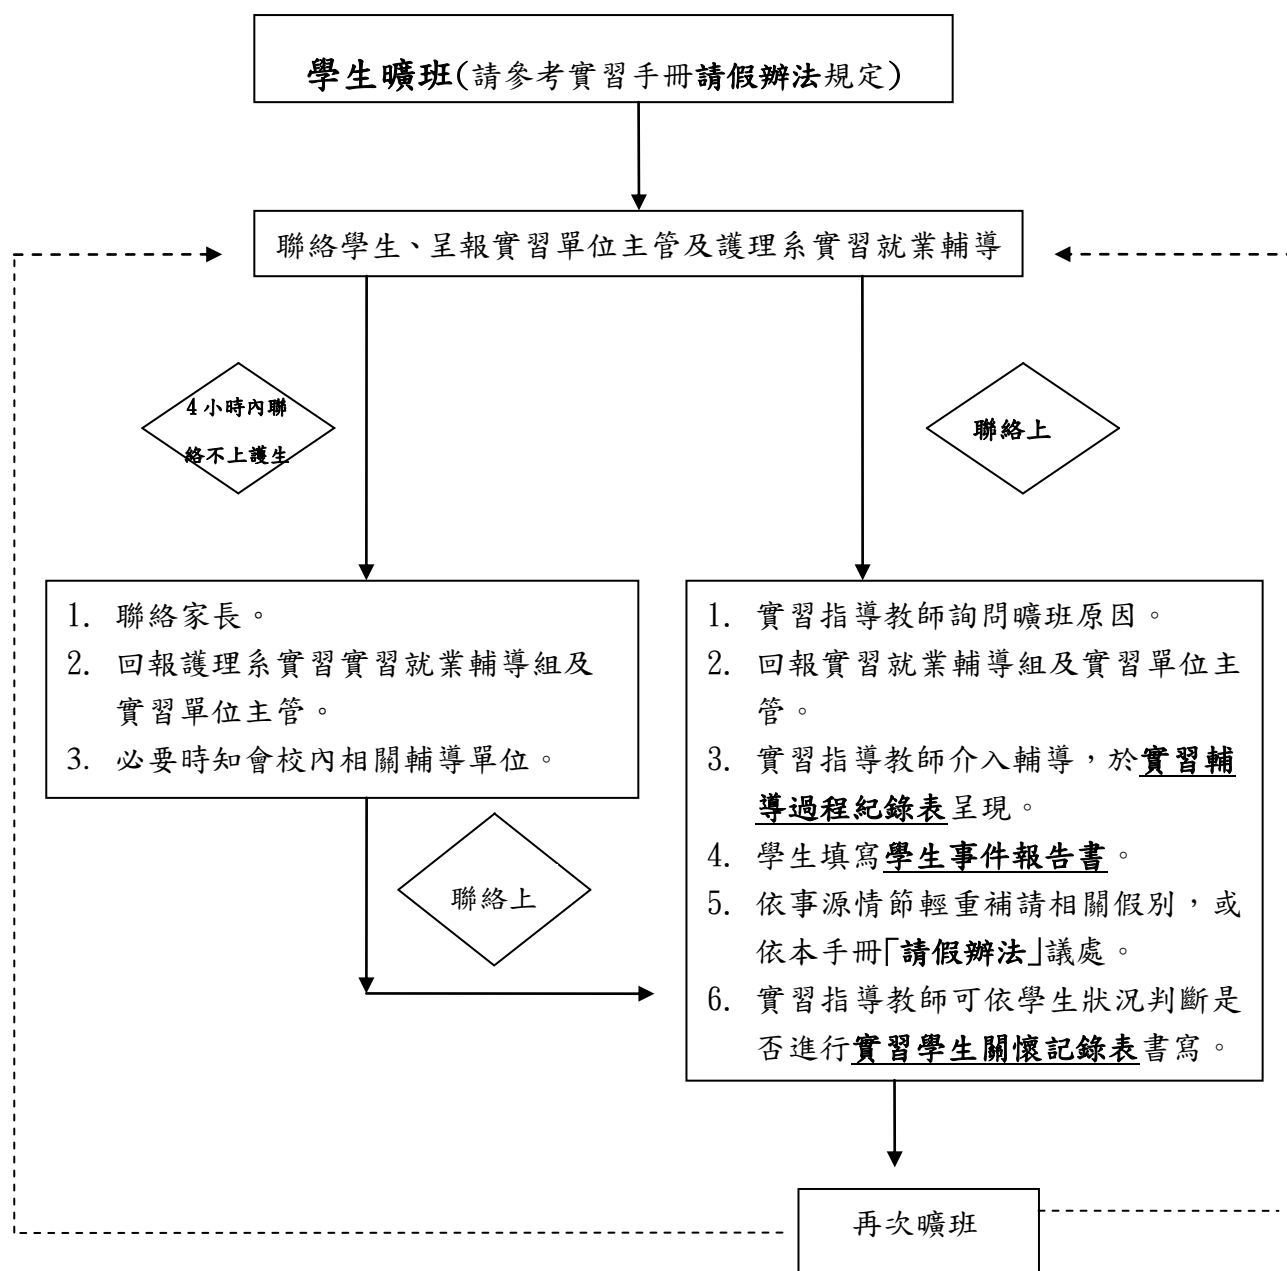 學生曠班(請參考實習手冊請假辦法規定)
聯絡學生、呈報實習單位主管及護理系實習就業輔導
4 小時內聯
絡不上護生
聯絡上
1. 聯絡家長。
2. 回報護理系實習實習就業輔導組及
實習單位主管。
3. 必要時知會校內相關輔導單位。
聯絡上
1. 實習指導教師詢問曠班原因。
2. 回報實習就業輔導組及實習單位主
管。
3. 實習指導教師介入輔導，於實習輔
導過程紀錄表呈現。
4. 學生填寫學生事件報告書。
5. 依事源情節輕重補請相關假別，或
依本手冊「請假辦法」議處。
6. 實習指導教師可依學生狀況判斷是
否進行實習學生關懷記錄表書寫。
再次曠班